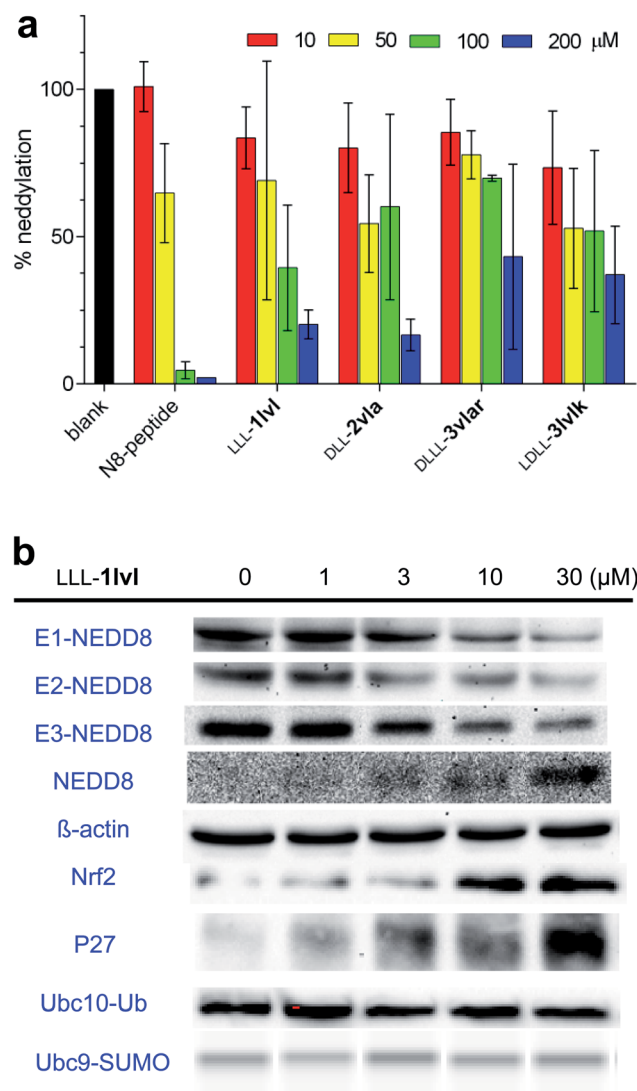 a
10 50 100 200 µM
% neddylation
100
50
0
blank
N8-peptide
LLL-1lvl
DLL-2vla
DLLL-3vlar
LDLL-3lvlk
b
LLL-1lvl 0 1 3 10 30 (µM)
E1-NEDD8
E2-NEDD8
E3-NEDD8
NEDD8
ß-actin
Nrf2
P27
Ubc10-Ub
Ubc9-SUMO